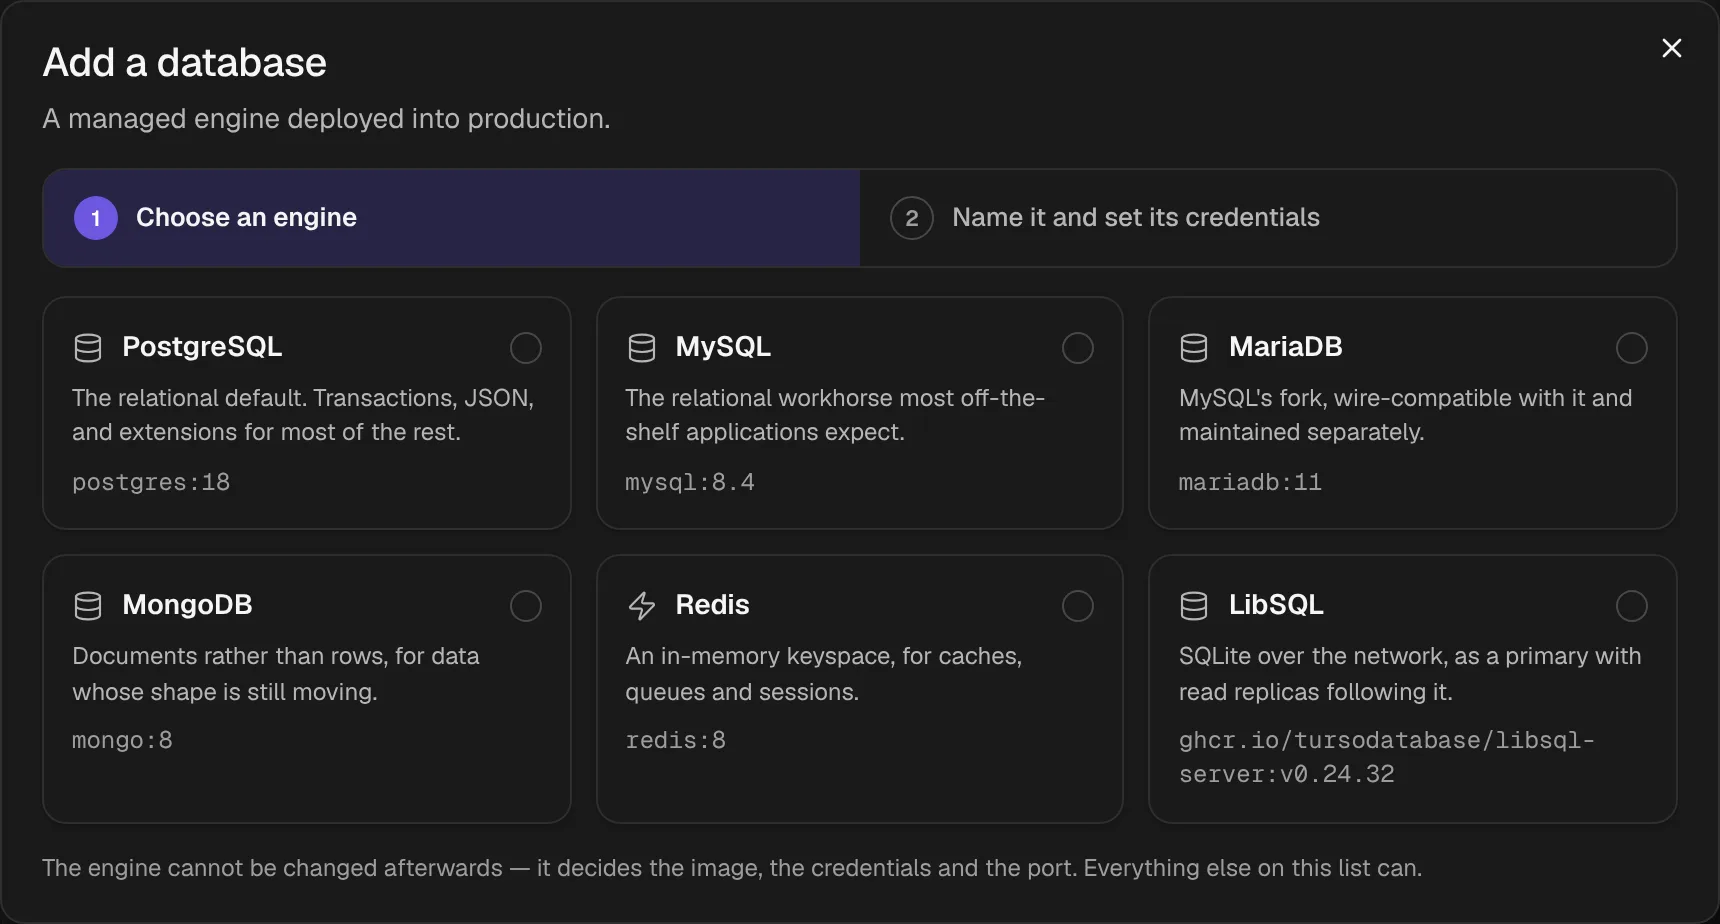 Add a database
A managed engine deployed into production.
1 Choose an engine
2 Name it and set its credentials
PostgreSQL
The relational default. Transactions, JSON,
and extensions for most of the rest.
postgres:18
MySQL
The relational workhorse most off-the-
shelf applications expect.
mysql:8.4
MariaDB
MySQL's fork, wire-compatible with it and
maintained separately.
mariadb:11
MongoDB
Documents rather than rows, for data
whose shape is still moving.
mongo:8
Redis
An in-memory keyspace, for caches,
queues and sessions.
redis:8
LibSQL
SQLite over the network, as a primary with
read replicas following it.
ghcr.io/tursodatabase/libsql-
server:v0.24.32
The engine cannot be changed afterwards — it decides the image, the credentials and the port. Everything else on this list can.